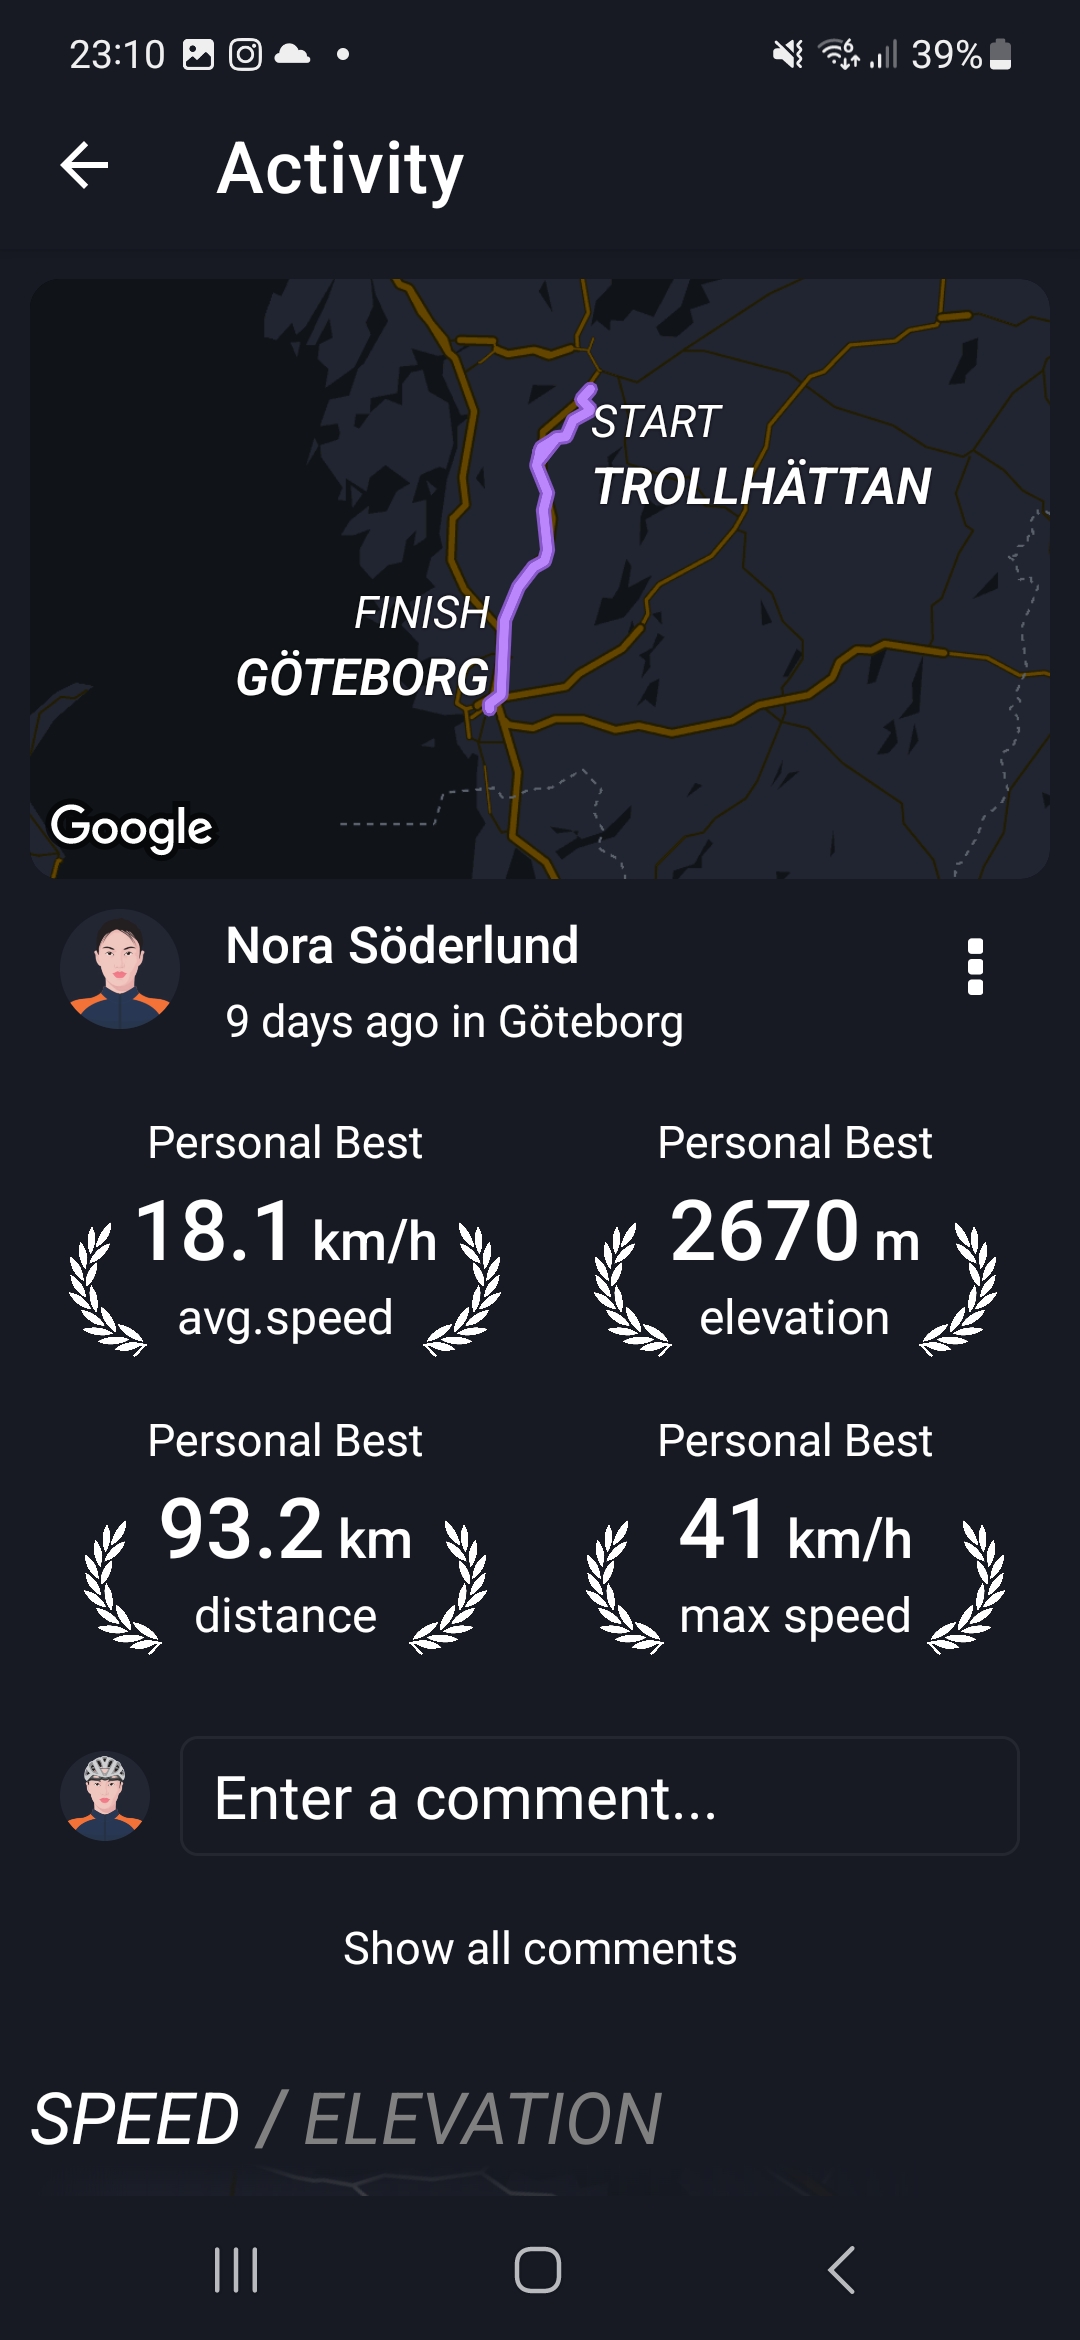 23:10
6
39%
Activity
START
TROLLHÄTTAN
FINISH
GÖTEBORG
Google
Nora Söderlund
9 days ago in Göteborg
Personal Best
18.1 km/h
avg.speed
Personal Best
2670 m
elevation
Personal Best
93.2 km
distance
Personal Best
41 km/h
max speed
Enter a comment...
Show all comments
SPEED / ELEVATION